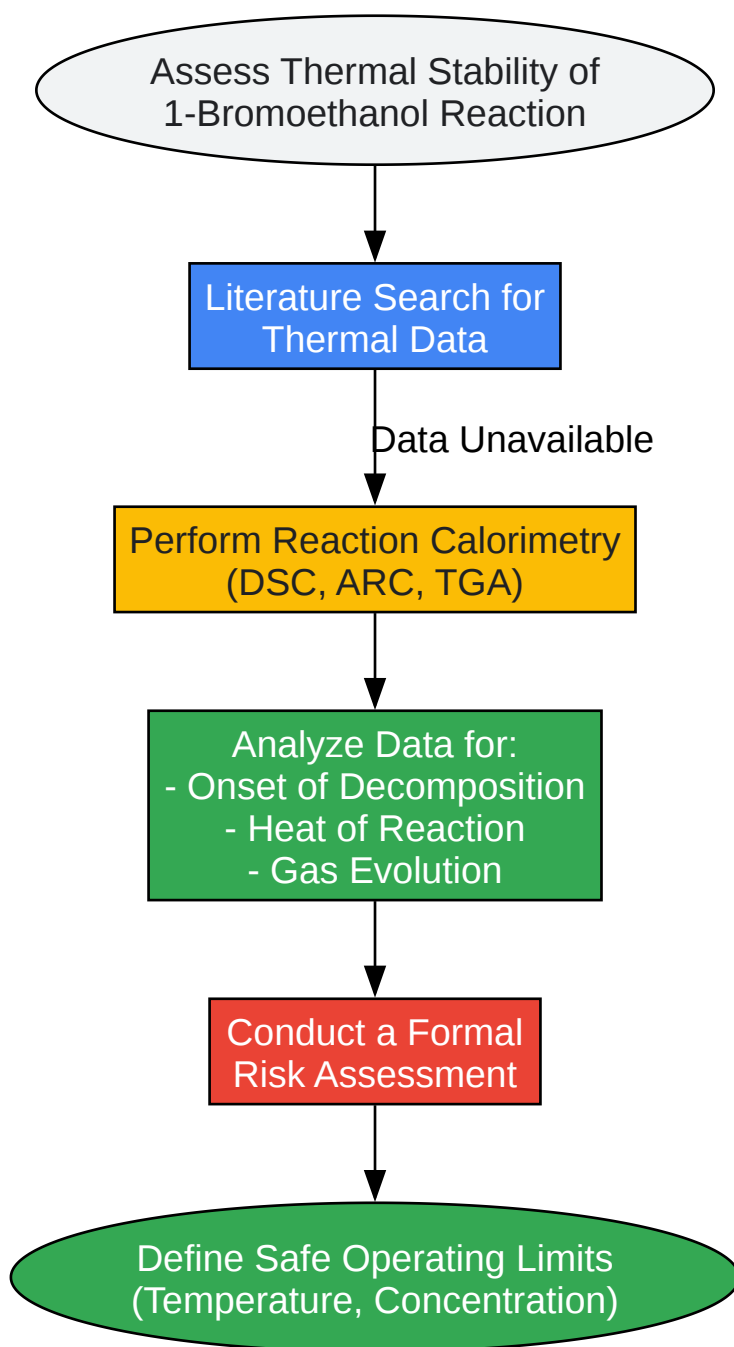 Assess Thermal Stability of
1-Bromoethanol Reaction
Literature Search for
Thermal Data
Data Unavailable
Perform Reaction Calorimetry
(DSC, ARC, TGA)
Analyze Data for:
- Onset of Decomposition
- Heat of Reaction
- Gas Evolution
Conduct a Formal
Risk Assessment
Define Safe Operating Limits
(Temperature, Concentration)